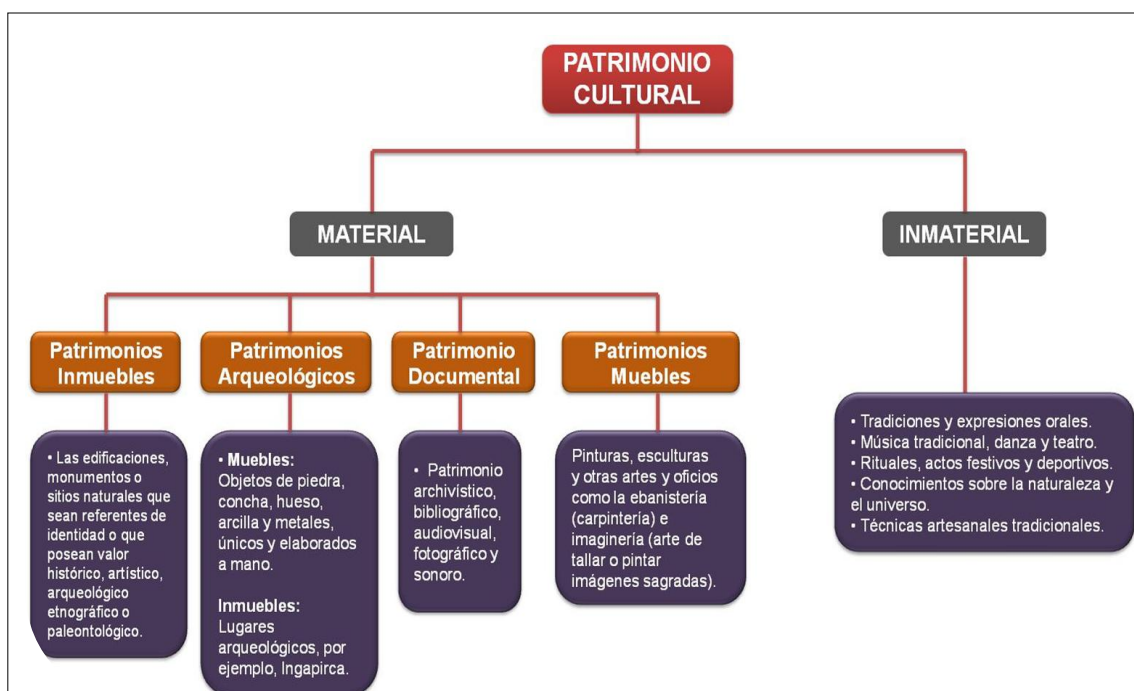 PATRIMONIO
CULTURAL
MATERIAL
INMATERIAL
Patrimonios
Inmuebles
Patrimonios
Arqueológicos
Patrimonio
Documental
Patrimonios
Muebles
• Las edificaciones,
monumentos o
sitios naturales que
sean referentes de
identidad o que
posean valor
histórico, artístico,
arqueológico
etnográfico o
paleontológico.
• Muebles:
Objetos de piedra,
concha, hueso,
arcilla y metales,
únicos y elaborados
a mano.
Inmuebles:
Lugares
arqueológicos, por
ejemplo, Ingapirca.
• Patrimonio
archivístico,
bibliográfico,
audiovisual,
fotográfico y
sonoro.
Pinturas, esculturas
y otras artes y oficios
como la ebanistería
(carpintería) e
imaginería (arte de
tallar o pintar
imágenes sagradas).
• Tradiciones y expresiones orales.
• Música tradicional, danza y teatro.
• Rituales, actos festivos y deportivos.
• Conocimientos sobre la naturaleza y
el universo.
• Técnicas artesanales tradicionales.